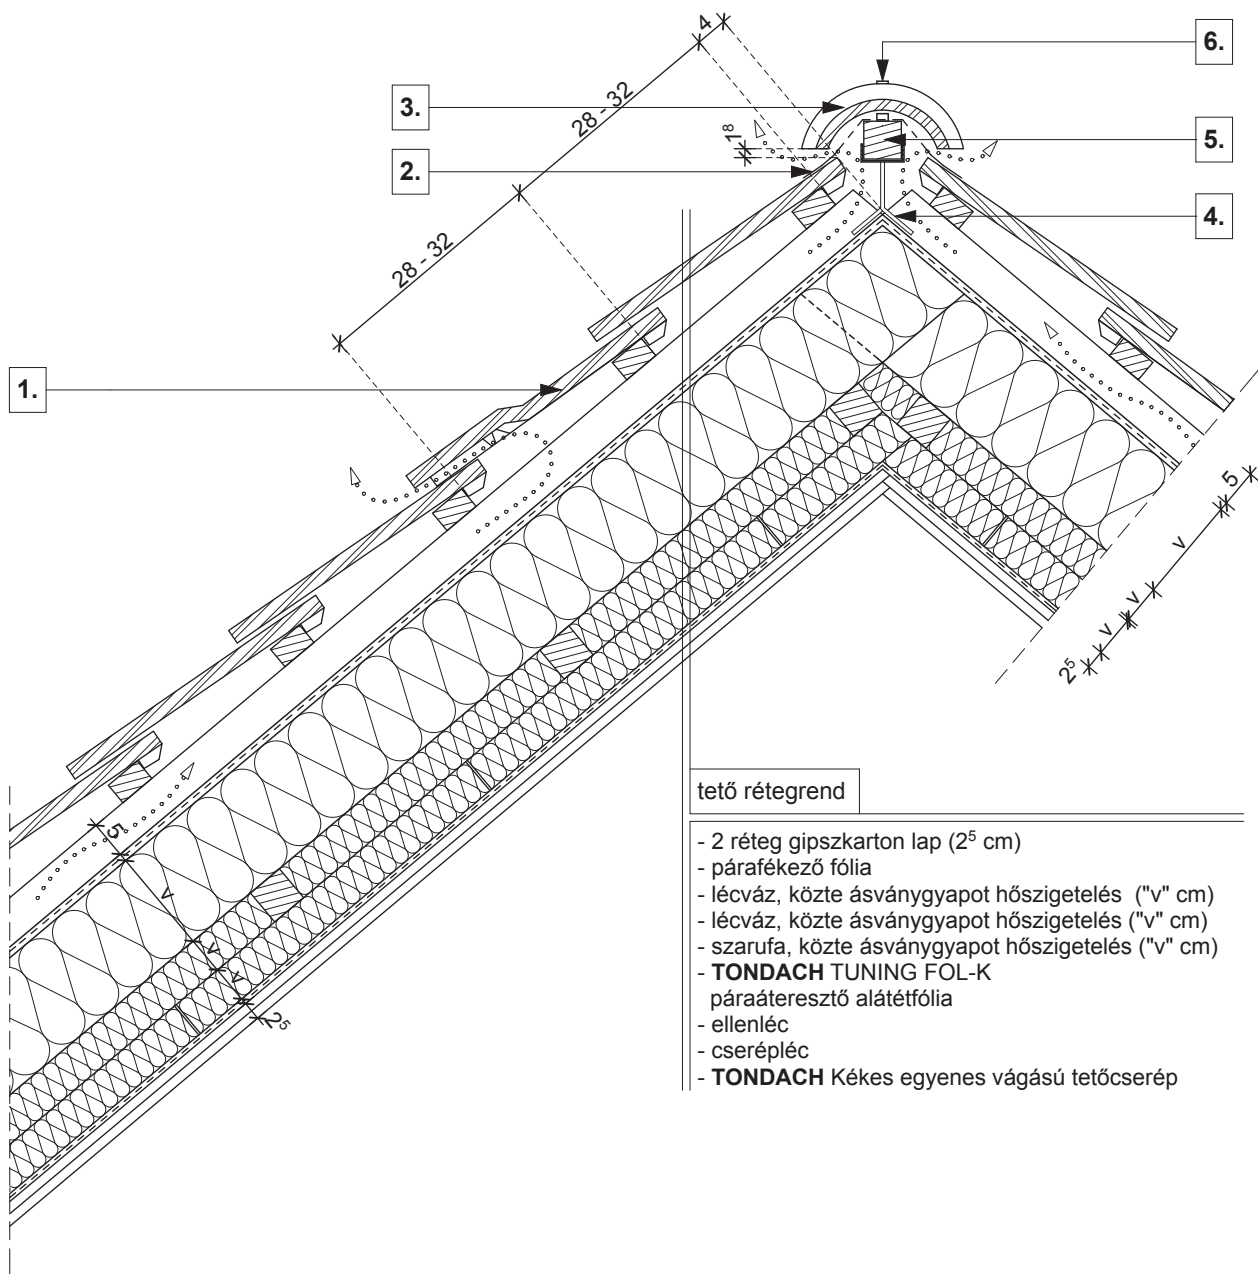 4
6.
28 - 32
3.
1⁸
5.
2.
4.
28 - 32
1.
5
v
v
2⁵
tető rétegrend
5
- 2 réteg gipszkarton lap (2⁵ cm)
- párafékező fólia
v
- lécváz, közte ásványgyapot hőszigetelés ("v" cm)
- lécváz, közte ásványgyapot hőszigetelés ("v" cm)
v
- szarufa, közte ásványgyapot hőszigetelés ("v" cm)
v
- TONDACH TUNING FOL-K
páraáteresztő alátétfólia
2⁵
- ellenléc
- cserépléc
- TONDACH Kékes egyenes vágású tetőcserép